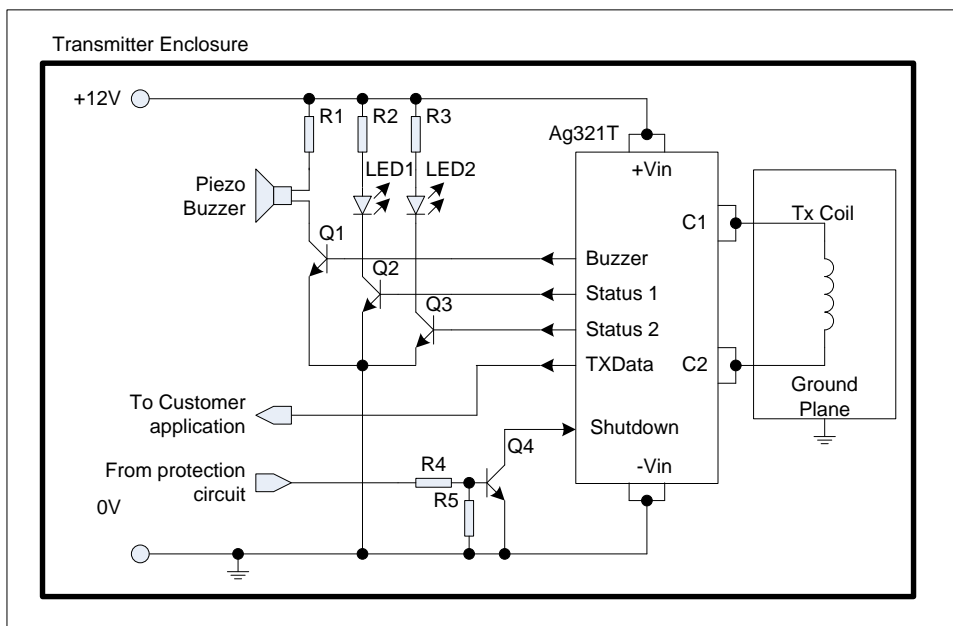 Transmitter Enclosure
+12V
R1
R2
R3
Ag321T
+Vin
LED1
LED2
Piezo
Buzzer
C1
Tx Coil
Q1
Buzzer
Q2
Status 1
Q3
Status 2
TXData
C2
To Customer
application
Ground
Plane
Q4
Shutdown
From protection
circuit
R4
R5
-Vin
0V